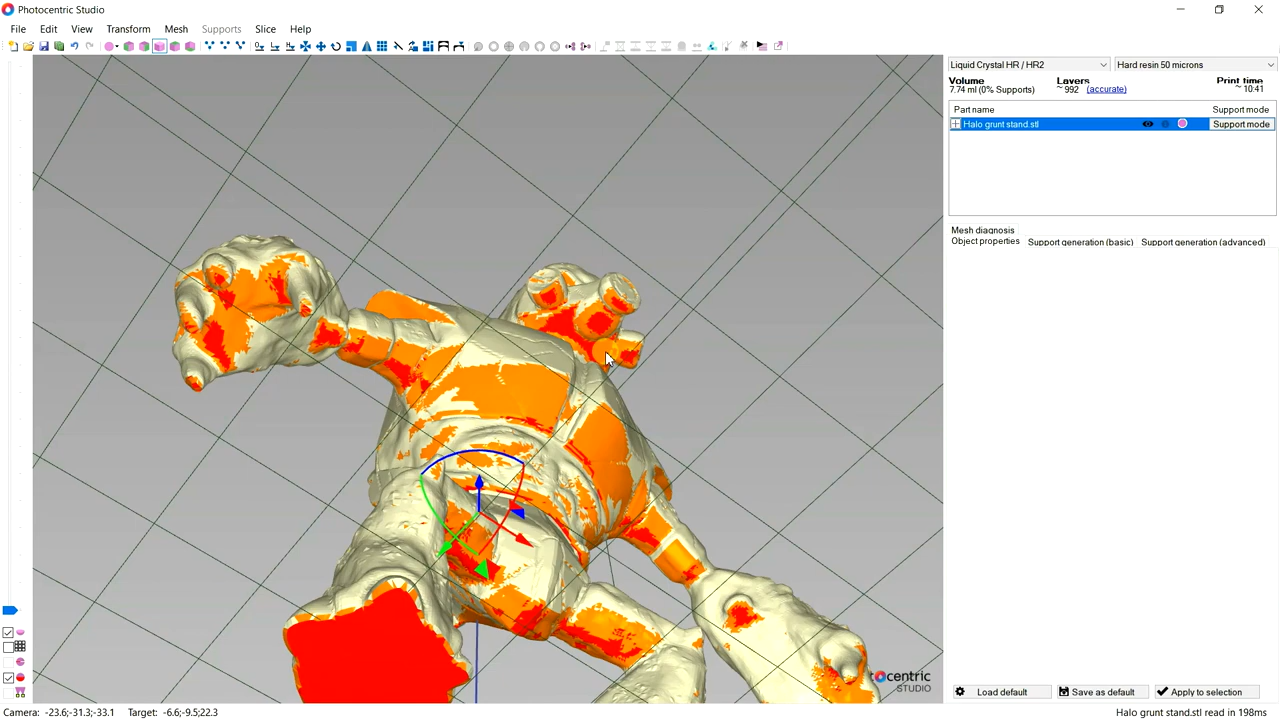 Photocentric Studio
File Edit View Transform Mesh Supports Slice Help
Liquid Crystal HR / HR2 Hard resin 50 microns
Volume Layers Print time
7.74 ml (0% Supports) ~ 992 (accurate) ~ 10:41
Part name Support mode
Halo grunt stand.stl Support mode
Mesh diagnosis
Object properties Support generation (basic) Support generation (advanced)
tocentric
STUDIO
Load default Save as default Apply to selection
Camera: -23.6;-31.3;-33.1; Target: -6.6;-9.5;22.3 Halo grunt stand.stl read in 198ms